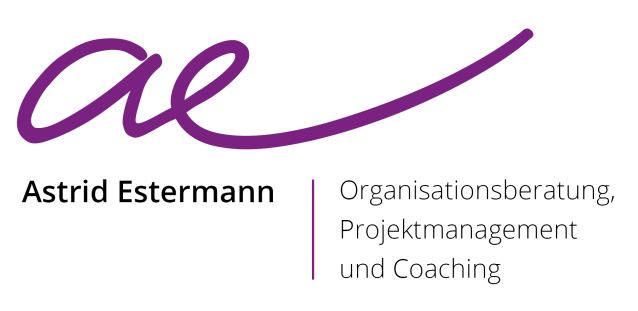 ae
Astrid Estermann
Organisationsberatung,
Projektmanagement
und Coaching